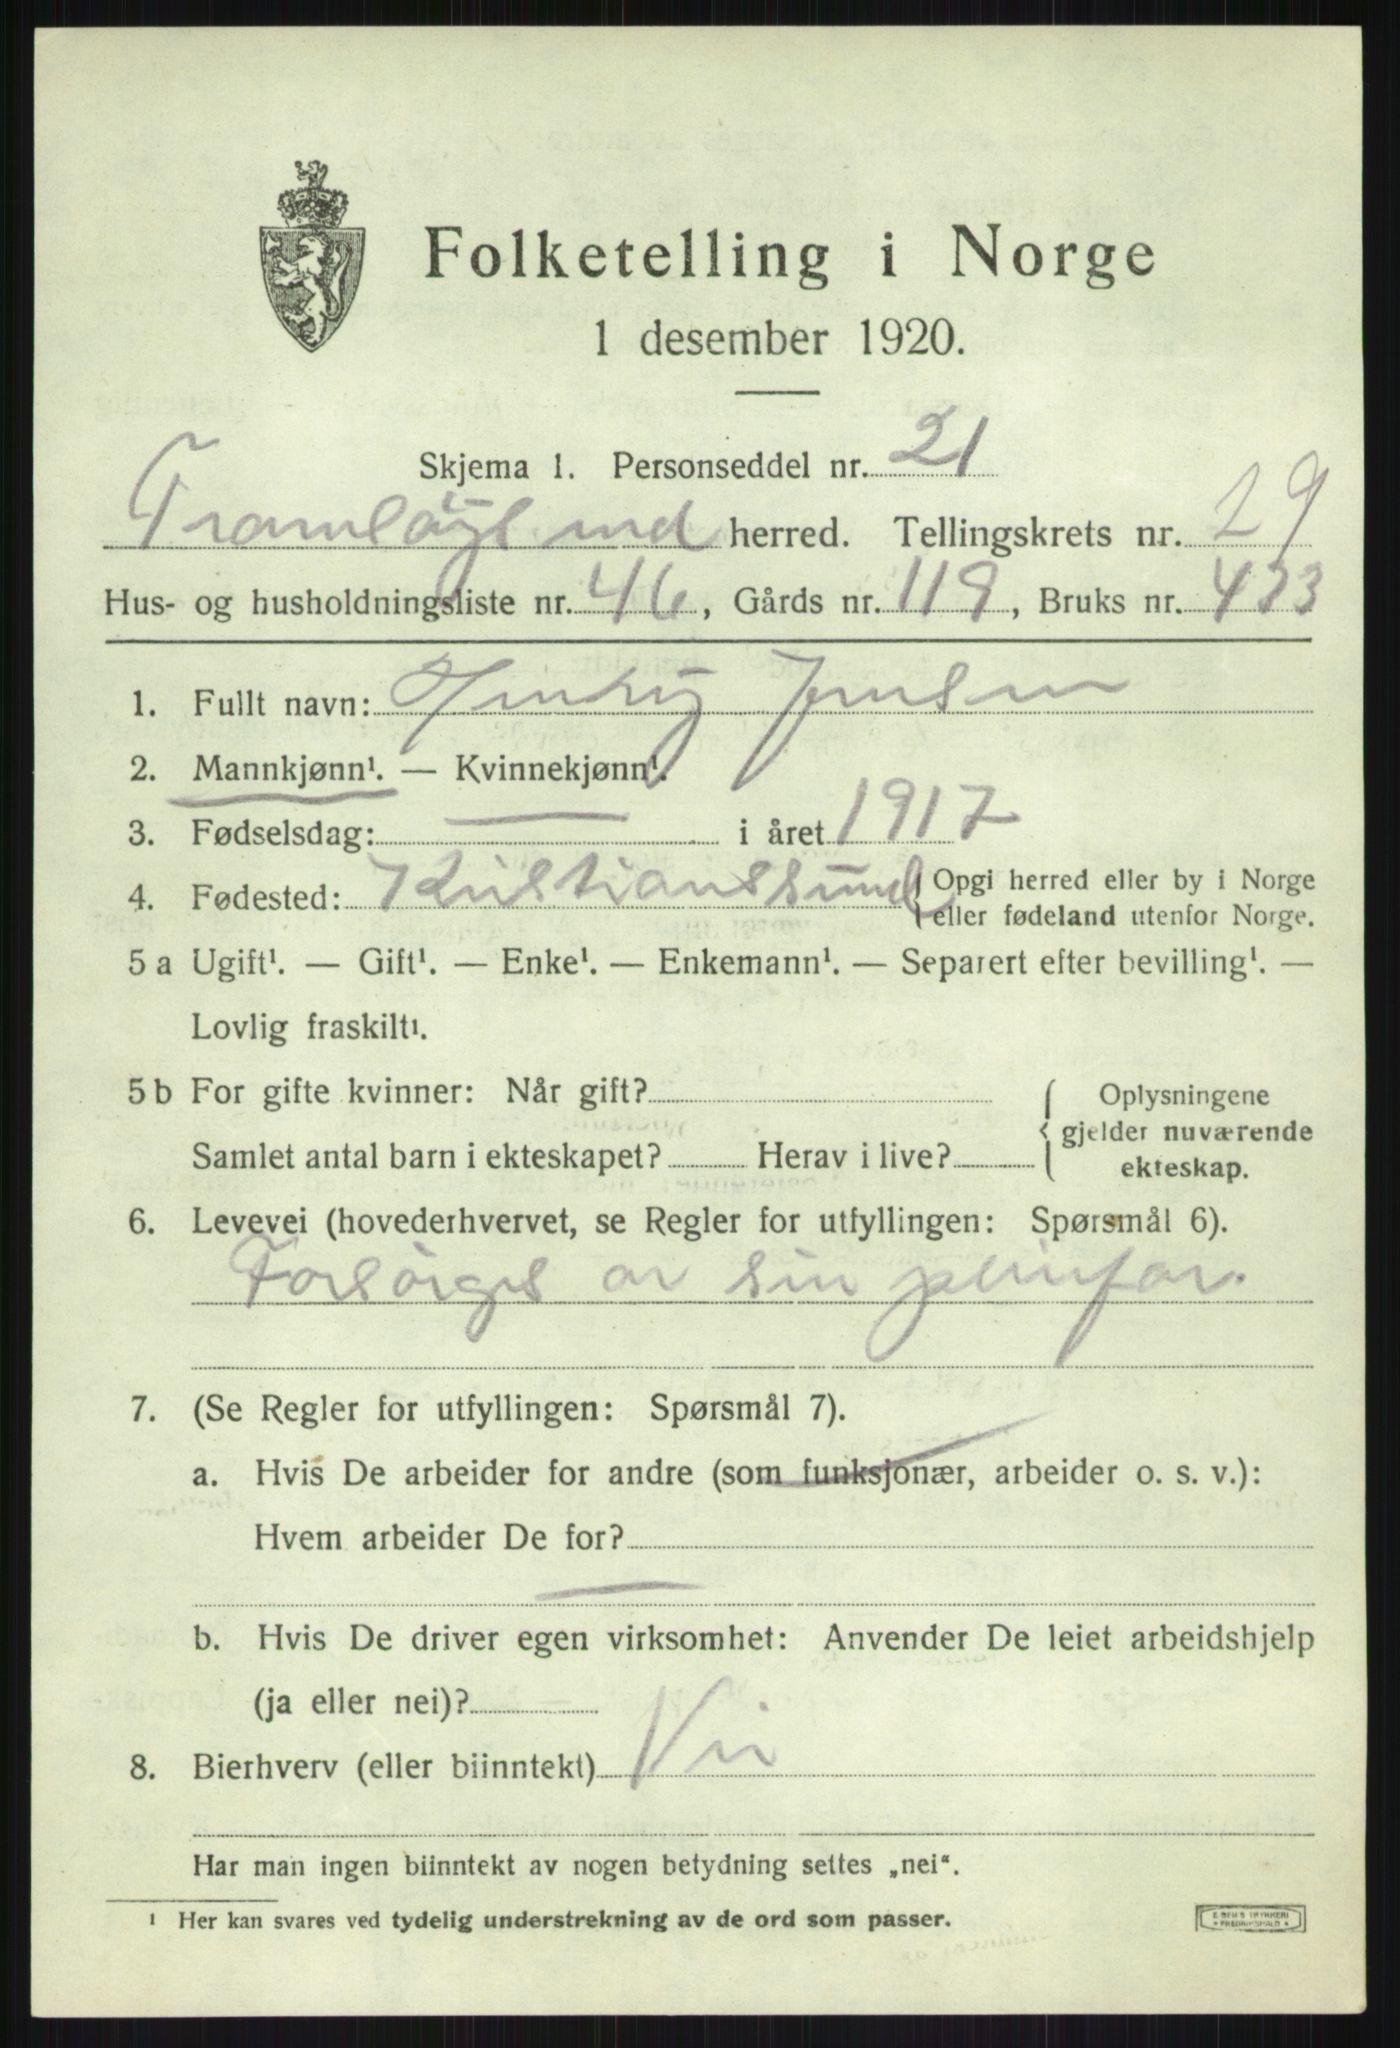 Folketelling i Norge
1 desember 1920.
Skjema 1. Personseddel nr. 21
Tromsöysund herred. Tellingskrets nr. 29
Hus- og husholdningsliste nr. 46, Gårds nr. 119, Bruks nr. 433
1. Fullt navn: Henry Jensen
2. Mannkjønn¹. — Kvinnekjønn¹.
3. Fødselsdag: — i året 1917
4. Fødested: Kristianssund { Opgi herred eller by i Norge
eller fødeland utenfor Norge.
5 a Ugift¹. — Gift¹. — Enke¹. — Enkemann¹. — Separert efter bevilling¹. —
Lovlig fraskilt¹.
5 b For gifte kvinner: Når gift? { Oplysningene
gjelder nuværende
Samlet antal barn i ekteskapet? Herav i live? ekteskap.
6. Levevei (hovederhvervet, se Regler for utfyllingen: Spørsmål 6).
Forsörges av sin pleiefar.
7. (Se Regler for utfyllingen: Spørsmål 7).
a. Hvis De arbeider for andre (som funksjonær, arbeider o. s. v.):
Hvem arbeider De for?
—
b. Hvis De driver egen virksomhet: Anvender De leiet arbeidshjelp
(ja eller nei)?
8. Bierhverv (eller biinntekt) Nei
Har man ingen biinntekt av nogen betydning settes „nei“.
¹ Her kan svares ved tydelig understrekning av de ord som passer.